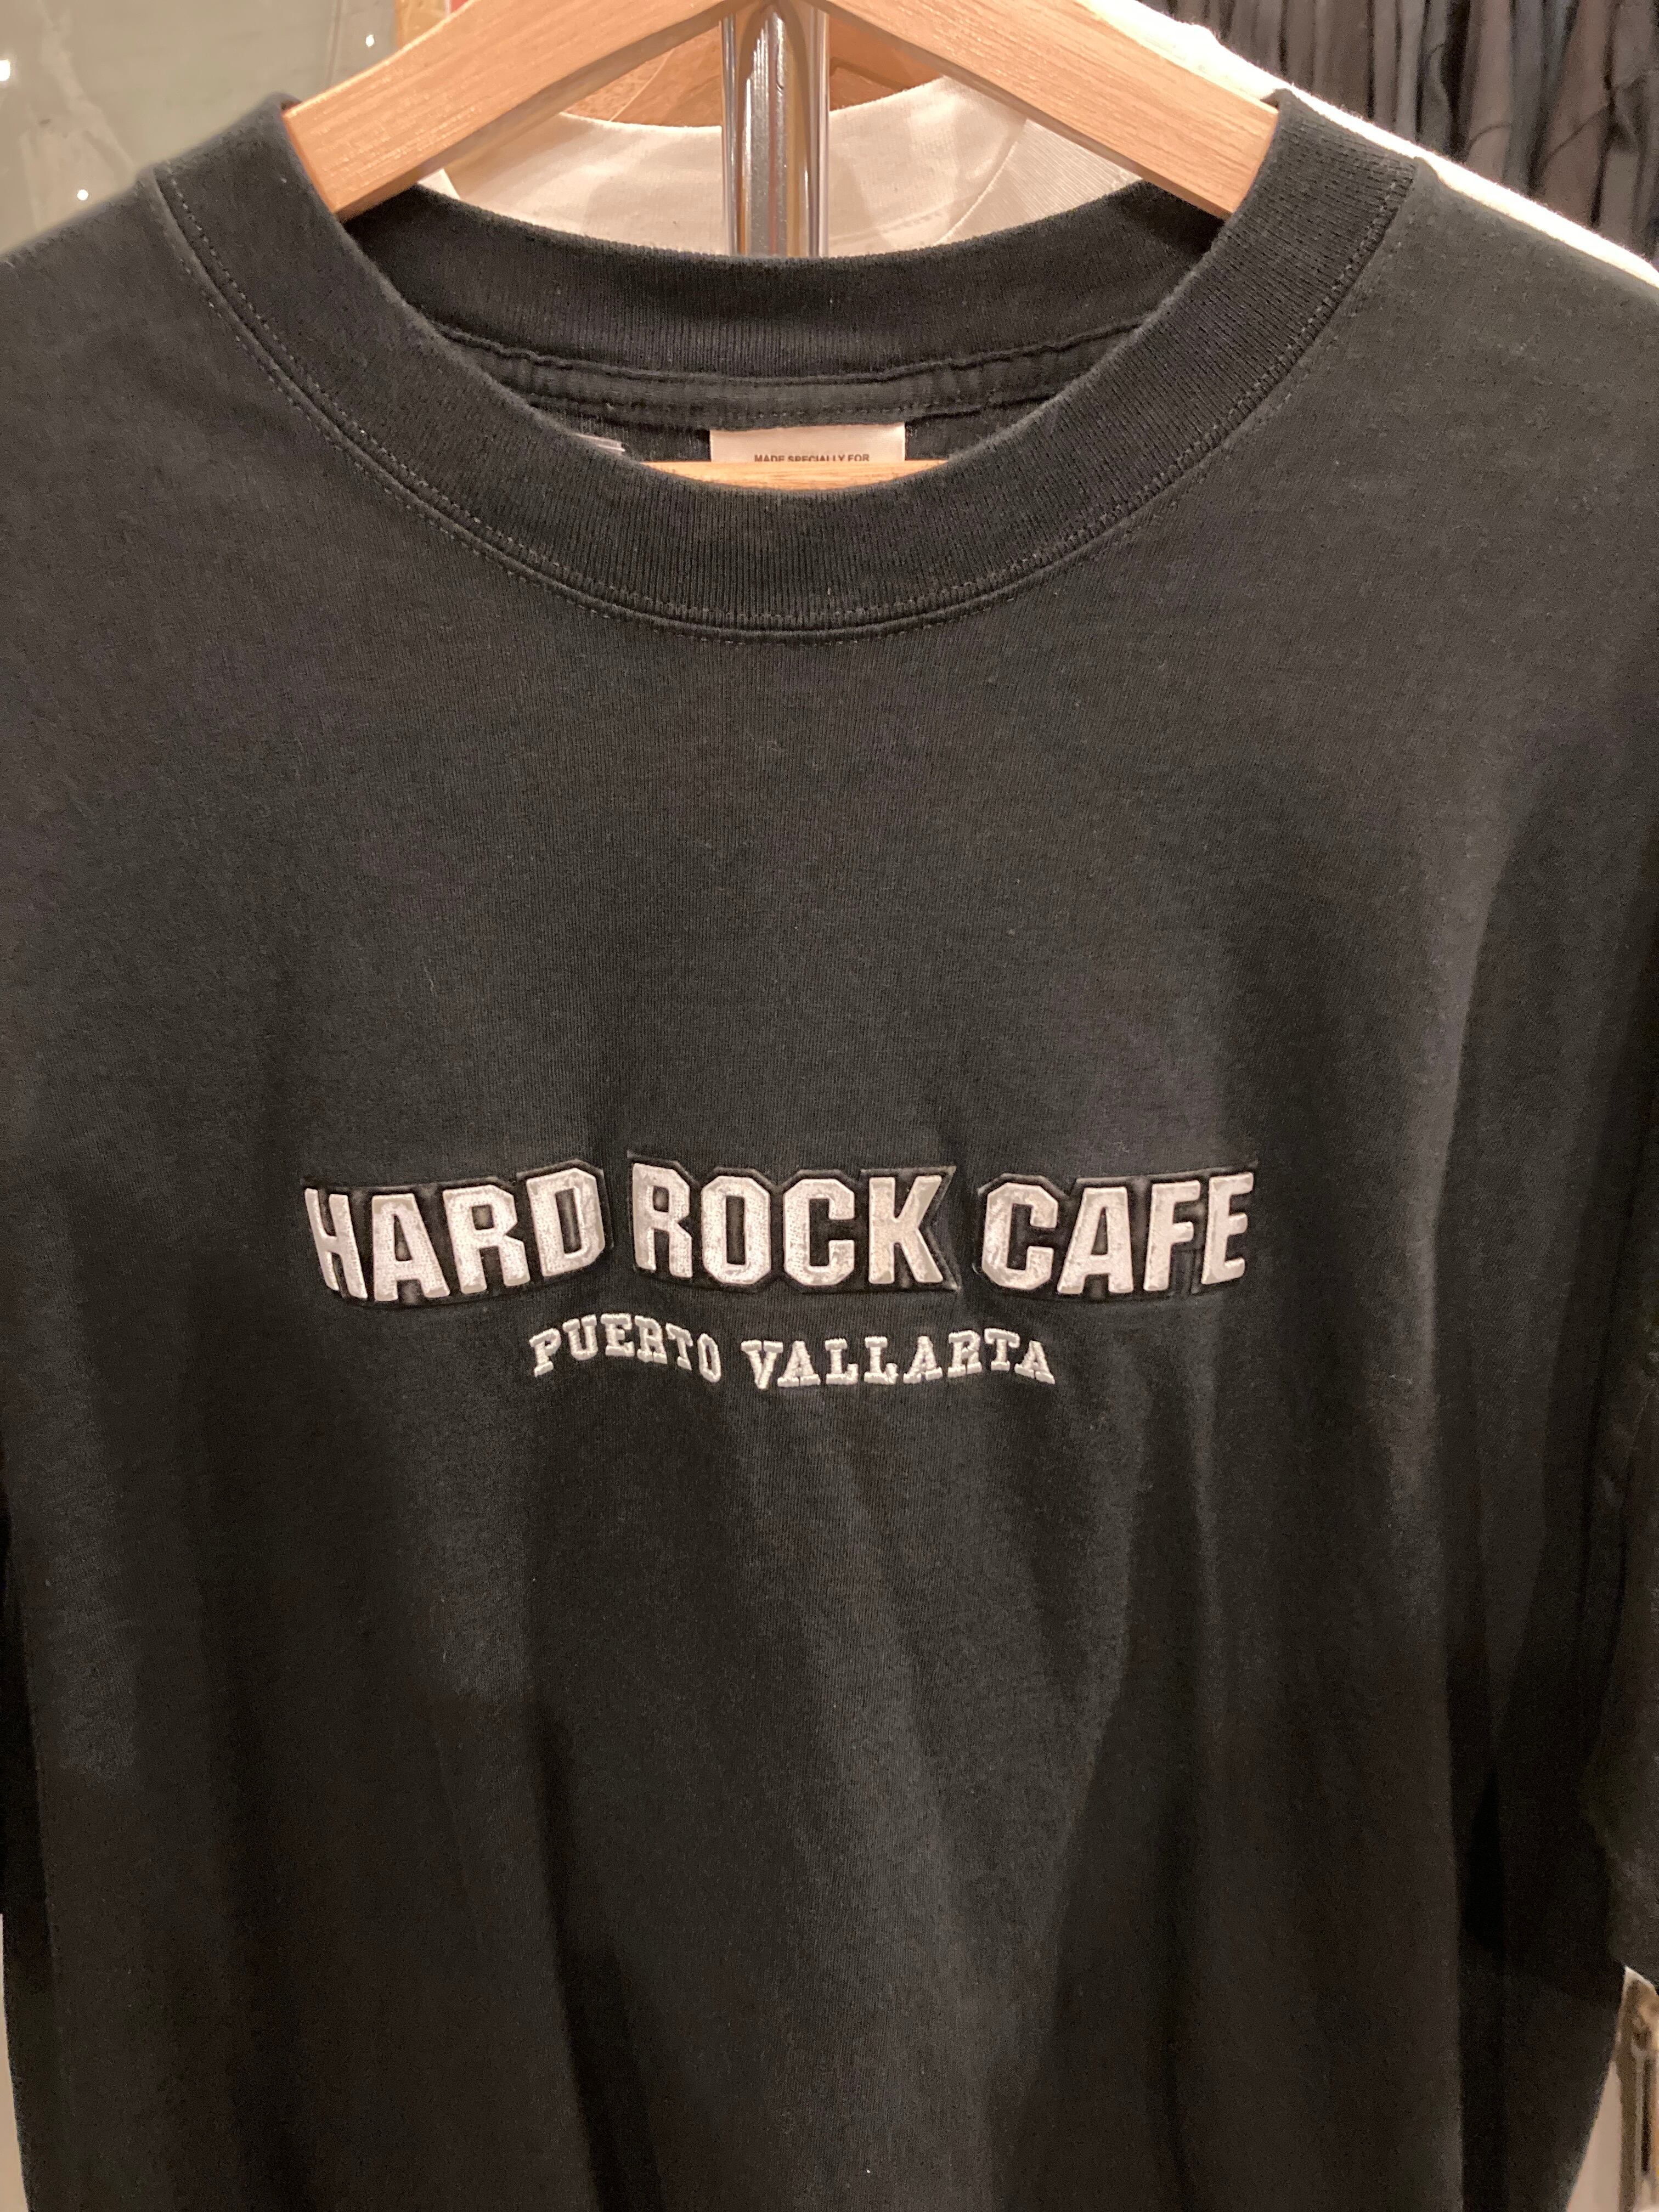 MADE SPECIALLY FOR
HARD ROCK CAFE
PUERTO VALLARTA